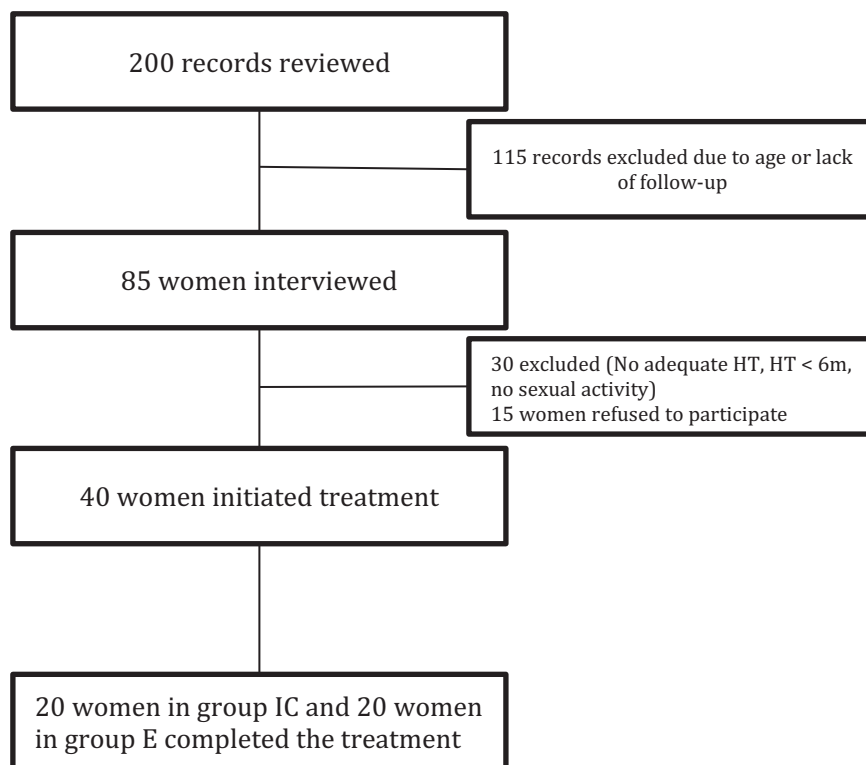 200 records reviewed
115 records excluded due to age or lack
of follow-up
85 women interviewed
30 excluded (No adequate HT, HT < 6m,
no sexual activity)
15 women refused to participate
40 women initiated treatment
20 women in group IC and 20 women
in group E completed the treatment